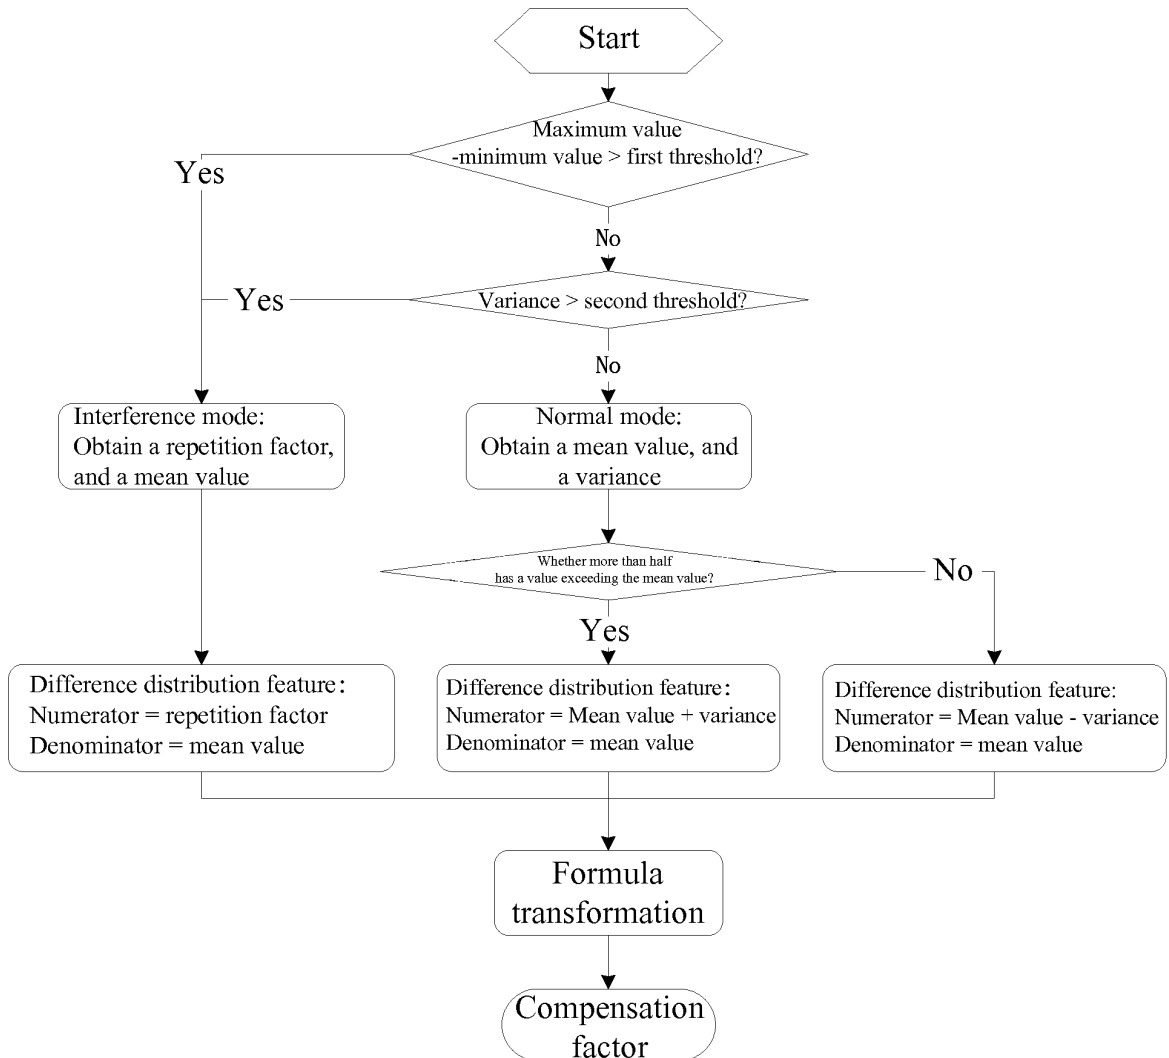 Start
Maximum value
-minimum value > first threshold?
Yes
No
Variance > second threshold?
Yes
No
Interference mode:
Obtain a repetition factor,
and a mean value
Normal mode:
Obtain a mean value, and
a variance
Whether more than half
has a value exceeding the mean value?
No
Yes
Difference distribution feature:
Numerator = repetition factor
Denominator = mean value
Difference distribution feature:
Numerator = Mean value + variance
Denominator = mean value
Difference distribution feature:
Numerator = Mean value - variance
Denominator = mean value
Formula
transformation
Compensation
factor